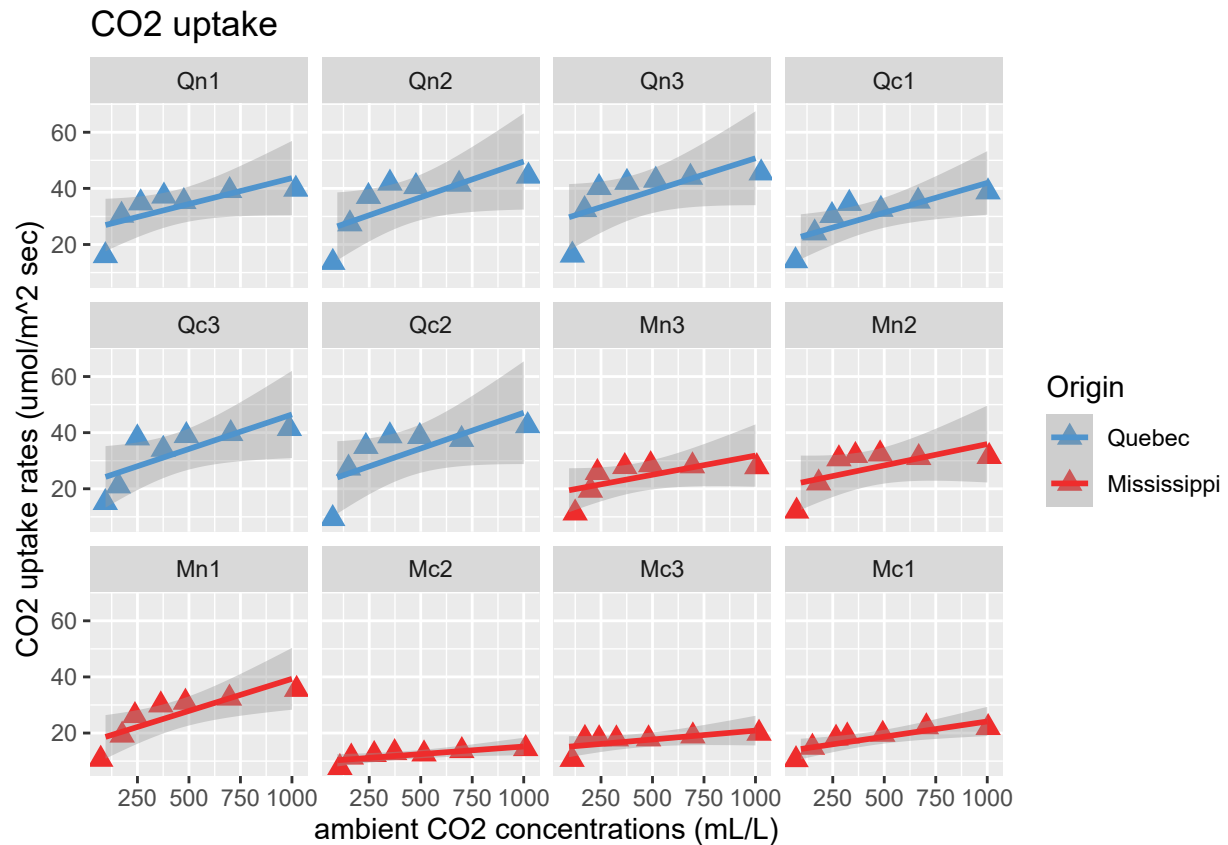 CO2 uptake
Qn1 Qn2 Qn3 Qc1
60
40
20
Qc3 Qc2 Mn3 Mn2
60
40
20
Mn1 Mc2 Mc3 Mc1
60
40
20
250 500 750 1000 250 500 750 1000 250 500 750 1000 250 500 750 1000
ambient CO2 concentrations (mL/L)
CO2 uptake rates (umol/m^2 sec)
Origin
Quebec
Mississippi